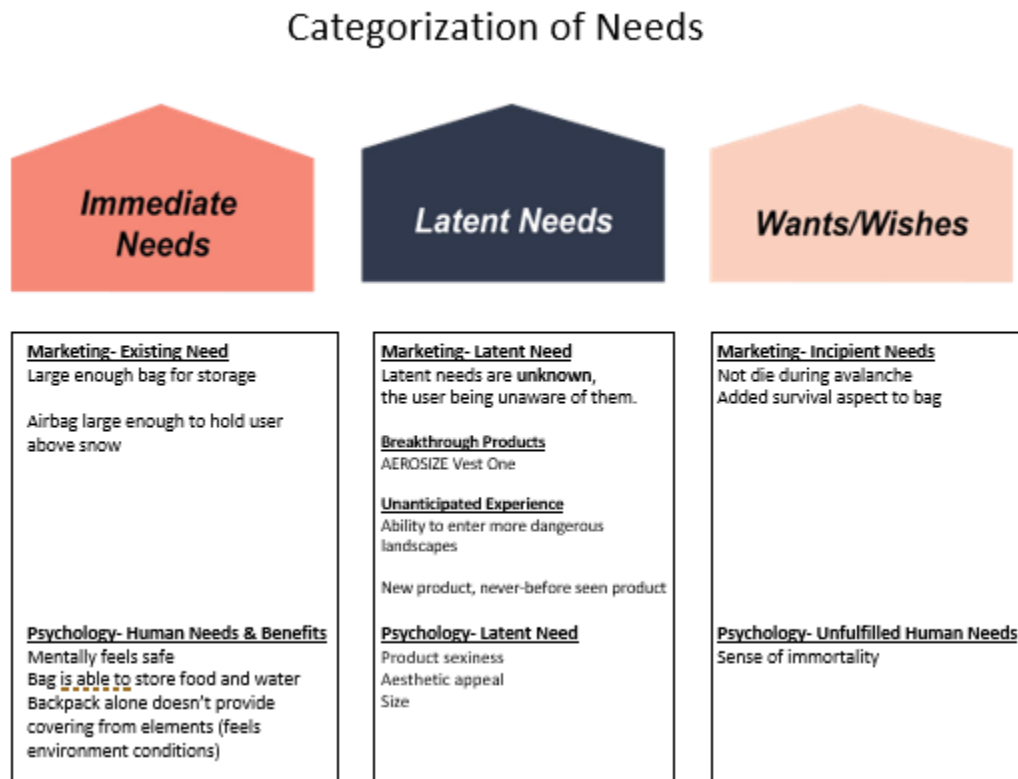 Categorization of Needs
Immediate
Needs
Latent Needs
Wants/Wishes
Marketing- Existing Need
Large enough bag for storage
Airbag large enough to hold user
above snow
Psychology- Human Needs & Benefits
Mentally feels safe
Bag is able to store food and water
Backpack alone doesn't provide
covering from elements (feels
environment conditions)
Marketing- Latent Need
Latent needs are unknown,
the user being unaware of them.
Breakthrough Products
AEROSIZE Vest One
Unanticipated Experience
Ability to enter more dangerous
landscapes
New product, never-before seen product
Psychology- Latent Need
Product sexiness
Aesthetic appeal
Size
Marketing- Incipient Needs
Not die during avalanche
Added survival aspect to bag
Psychology- Unfulfilled Human Needs
Sense of immortality